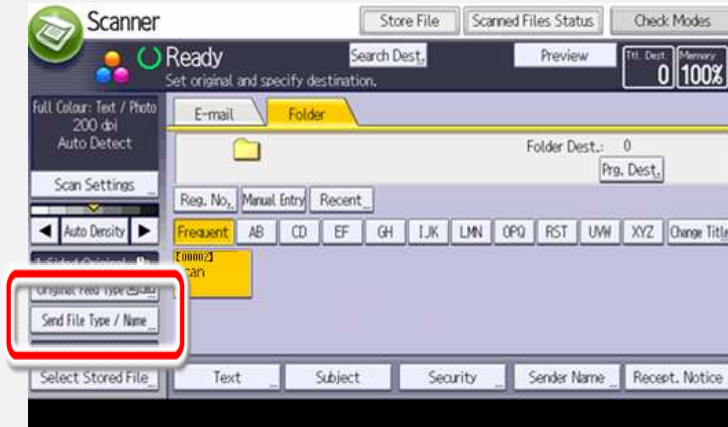 Scanner
Store File
Scanned Files Status
Check Modes
Ready
Search Dest.
Preview
Ttl. Dest.
0
Memory
100%
Set original and specify destination.
Full Colour: Text / Photo
200 dpi
Auto Detect
Scan Settings
Auto Density
Original Feed Type
Send File Type / Name
Select Stored File
E-mail
Folder
Folder Dest.: 0
Prg. Dest.
Reg. No.
Manual Entry
Recent
Frequent
AB
CD
EF
GH
IJK
LMN
OPQ
RST
UVW
XYZ
Change Title
[00002]
can
Text
Subject
Security
Sender Name
Recept. Notice